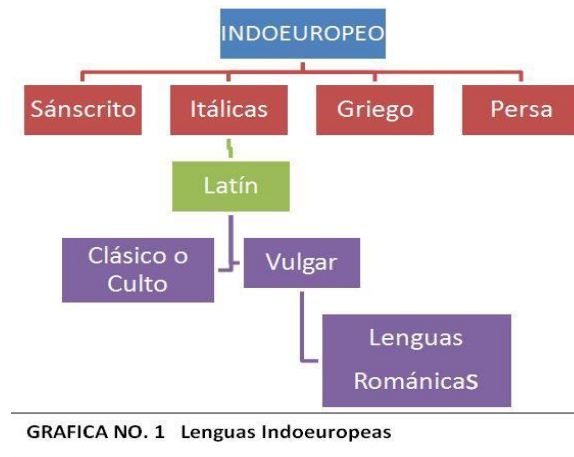 INDOEUROPEO
Sánscrito
Itálicas
Griego
Persa
Latín
Clásico o
Culto
Vulgar
Lenguas
Románicas
GRAFICA NO. 1 Lenguas Indoeuropeas